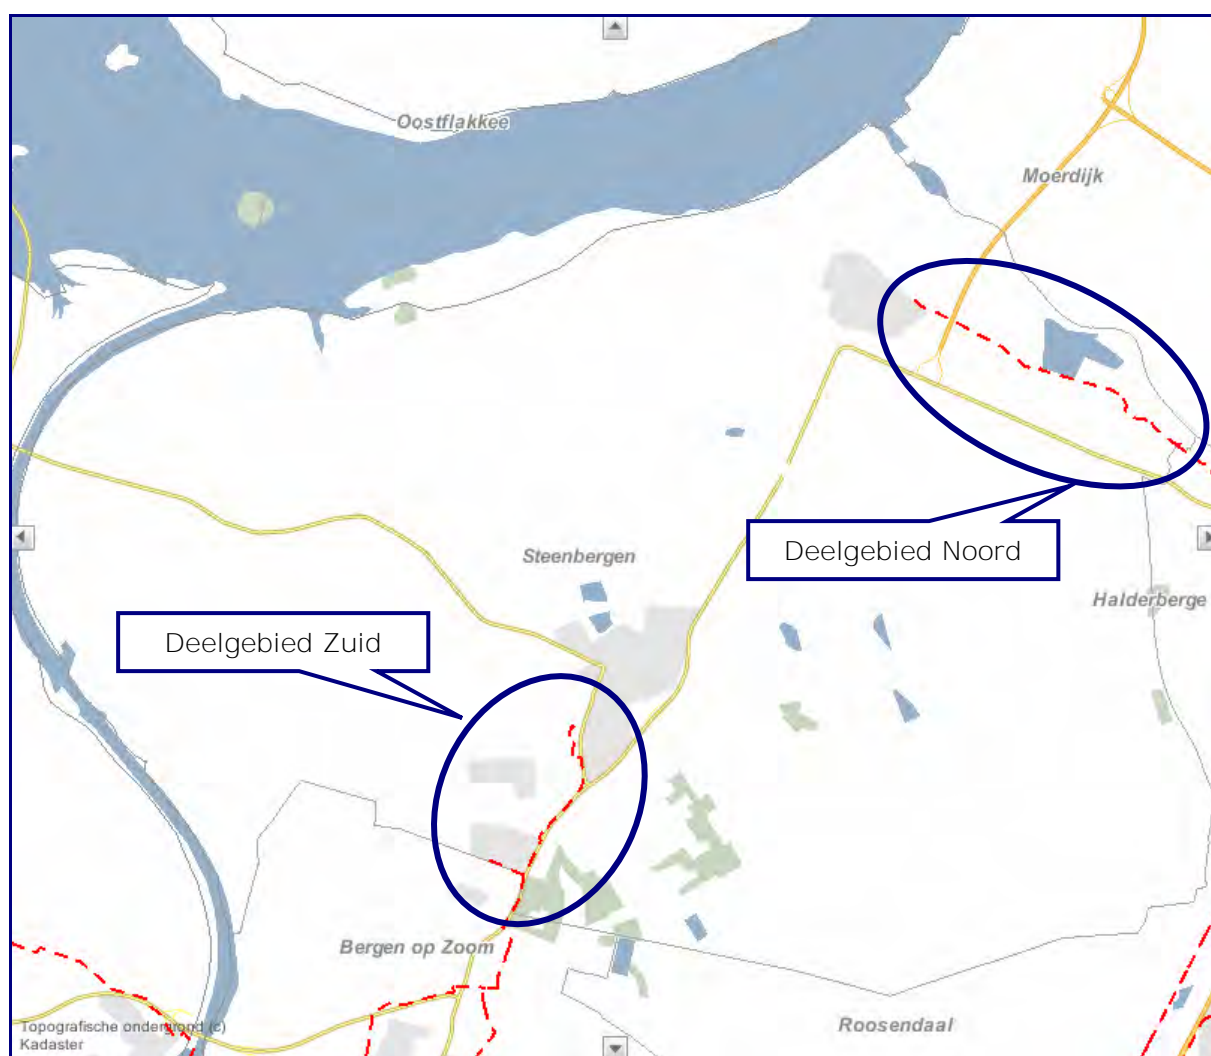 Oostflakkee
Moerdijk
Deelgebied Noord
Steenbergen
Halderberge
Deelgebied Zuid
Bergen op Zoom
Roosendaal
Topografische ondergrond (c)
Kadaster